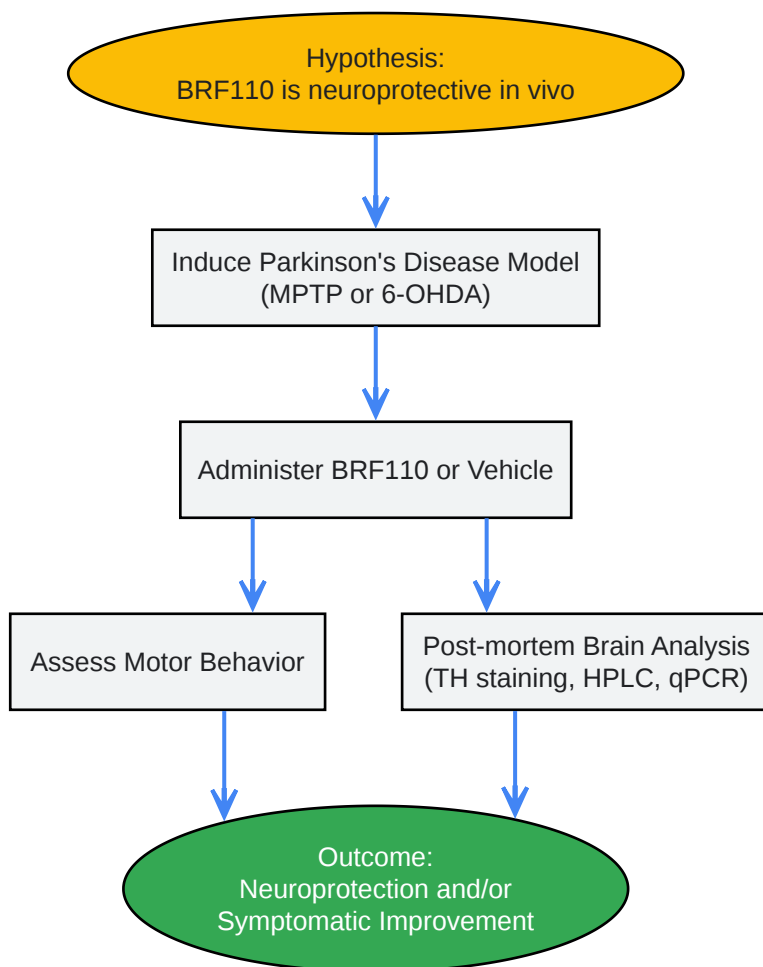 Hypothesis:
BRF110 is neuroprotective in vivo
Induce Parkinson's Disease Model
(MPTP or 6-OHDA)
Administer BRF110 or Vehicle
Assess Motor Behavior
Post-mortem Brain Analysis
(TH staining, HPLC, qPCR)
Outcome:
Neuroprotection and/or
Symptomatic Improvement